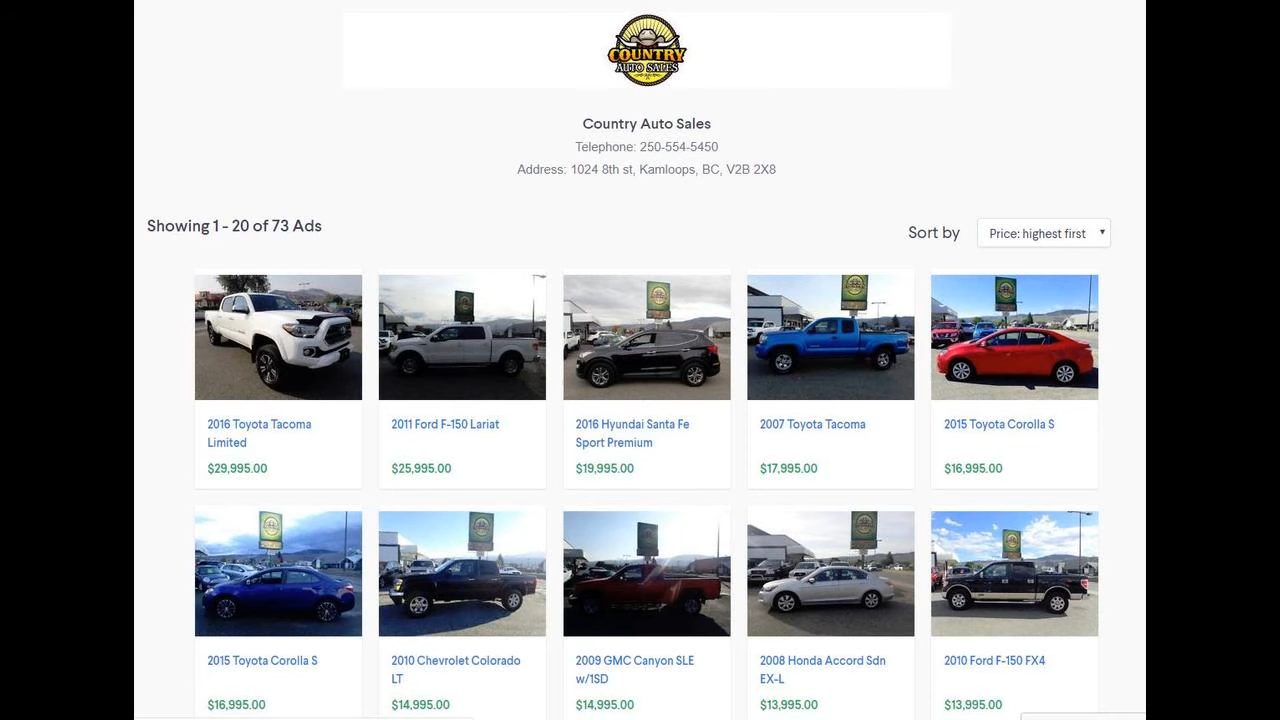 COUNTRY
AUTO SALES
Country Auto Sales
Telephone: 250-554-5450
Address: 1024 8th st, Kamloops, BC, V2B 2X8
Showing 1 - 20 of 73 Ads
Sort by
Price: highest first
2016 Toyota Tacoma
Limited
$29,995.00
2011 Ford F-150 Lariat
$25,995.00
2016 Hyundai Santa Fe
Sport Premium
$19,995.00
2007 Toyota Tacoma
$17,995.00
2015 Toyota Corolla S
$16,995.00
2015 Toyota Corolla S
$16,995.00
2010 Chevrolet Colorado
LT
$14,995.00
2009 GMC Canyon SLE
w/1SD
$14,995.00
2008 Honda Accord Sdn
EX-L
$13,995.00
2010 Ford F-150 FX4
$13,995.00